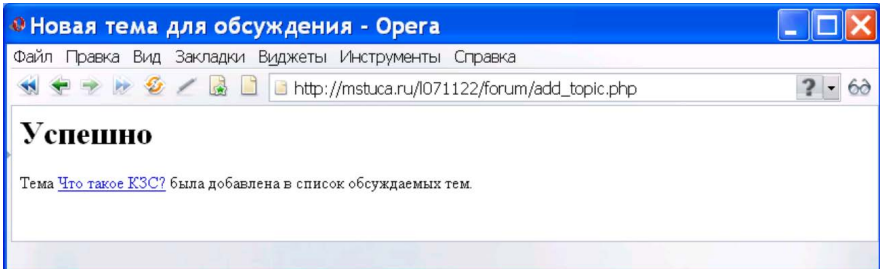 Новая тема для обсуждения - Opera
Файл Правка Вид Закладки Виджеты Инструменты Справка
http://mstuca.ru/l071122/forum/add_topic.php ?
Успешно
Тема Что такое КЗС? была добавлена в список обсуждаемых тем.